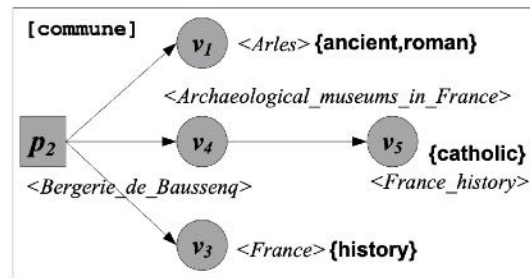 [commune]
v1 <Arles> {ancient,roman}
<Archaeological_museums_in_France>
p2 v4 v5 {catholic}
<Bergerie_de_Baussenq> <France_history>
v3 <France> {history}